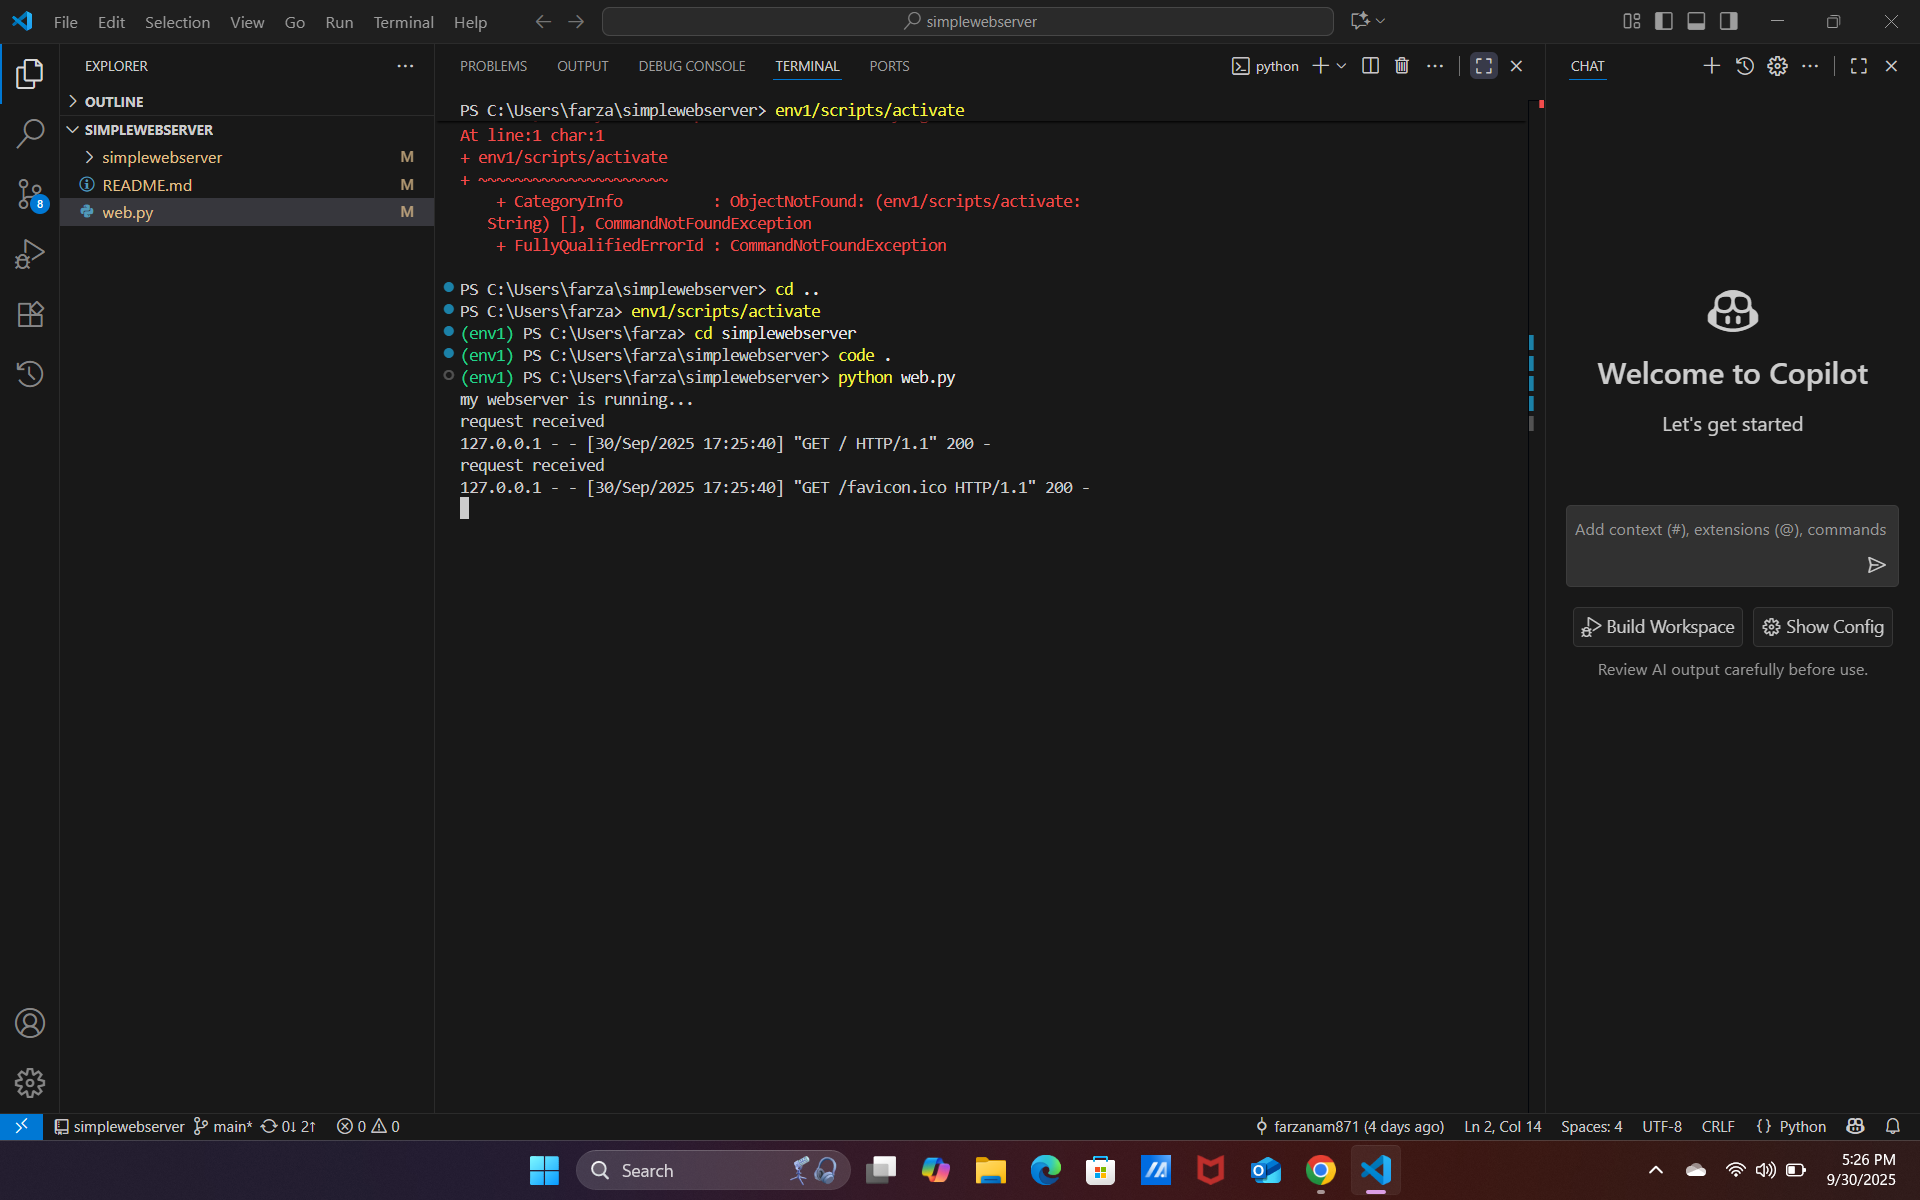 File Edit Selection View Go Run Terminal Help
simplewebserver
EXPLORER
OUTLINE
SIMPLEWEBSERVER
simplewebserver M
README.md M
web.py M
8
PROBLEMS OUTPUT DEBUG CONSOLE TERMINAL PORTS
python
PS C:\Users\farza\simplewebserver> env1/scripts/activate
At line:1 char:1
+ env1/scripts/activate
+ ~~~~~~~~~~~~~~~~~~~~~
+ CategoryInfo : ObjectNotFound: (env1/scripts/activate:
String) [], CommandNotFoundException
+ FullyQualifiedErrorId : CommandNotFoundException
PS C:\Users\farza\simplewebserver> cd ..
PS C:\Users\farza> env1/scripts/activate
(env1) PS C:\Users\farza> cd simplewebserver
(env1) PS C:\Users\farza\simplewebserver> code .
(env1) PS C:\Users\farza\simplewebserver> python web.py
my webserver is running...
request received
127.0.0.1 - - [30/Sep/2025 17:25:40] "GET / HTTP/1.1" 200 -
request received
127.0.0.1 - - [30/Sep/2025 17:25:40] "GET /favicon.ico HTTP/1.1" 200 -
CHAT
Welcome to Copilot
Let's get started
Add context (#), extensions (@), commands
Build Workspace Show Config
Review AI output carefully before use.
simplewebserver main* 0↓ 2↑ 0 0
farzanam871 (4 days ago) Ln 2, Col 14 Spaces: 4 UTF-8 CRLF {} Python
Search
5:26 PM
9/30/2025